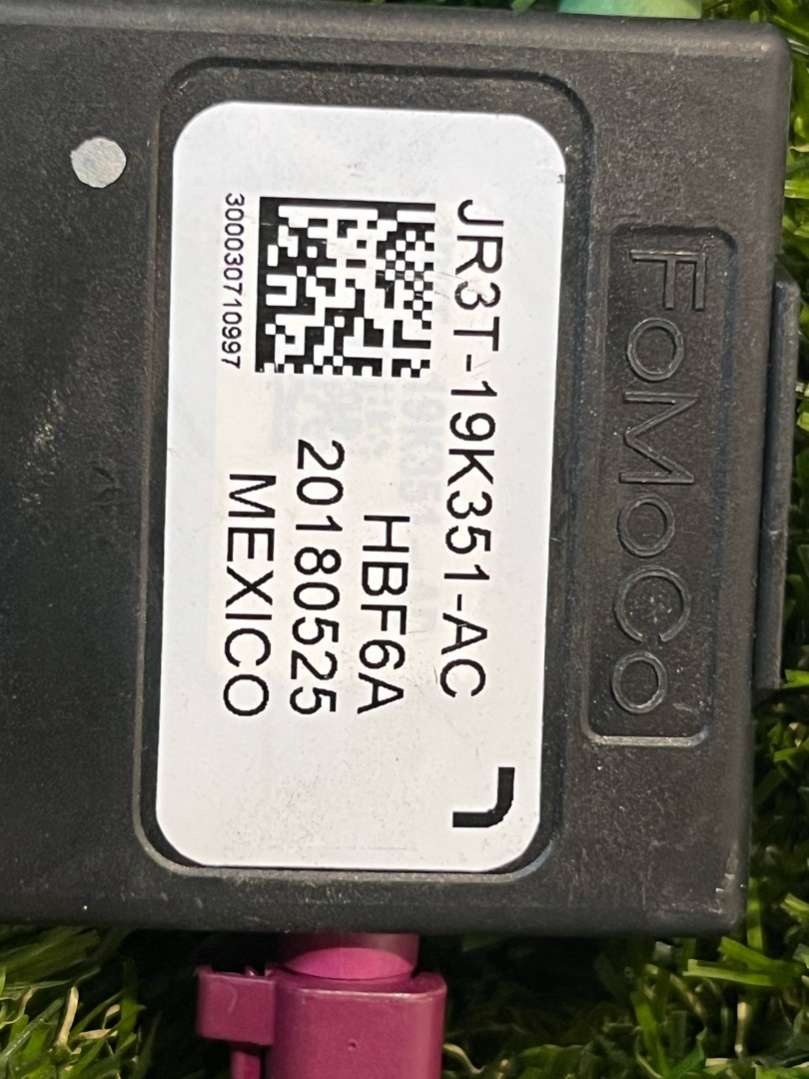 FoMoCo
JR3T-19K351-AC
HBF6A
20180525
MEXICO
300030710997